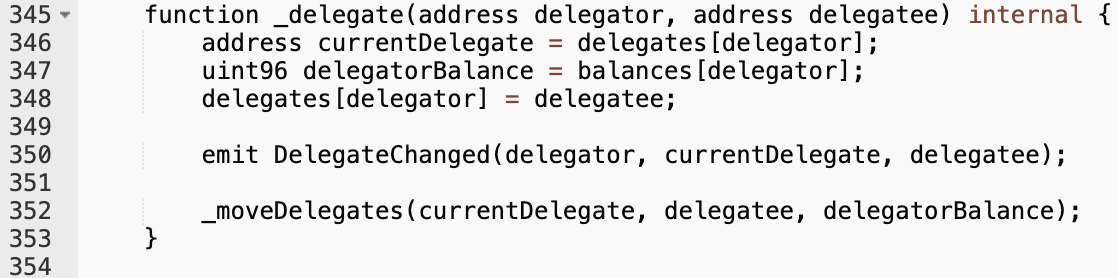 345 function _delegate(address delegator, address delegatee) internal {
346 address currentDelegate = delegates[delegator];
347 uint96 delegatorBalance = balances[delegator];
348 delegates[delegator] = delegatee;
349
350 emit DelegateChanged(delegator, currentDelegate, delegatee);
351
352 _moveDelegates(currentDelegate, delegatee, delegatorBalance);
353 }
354